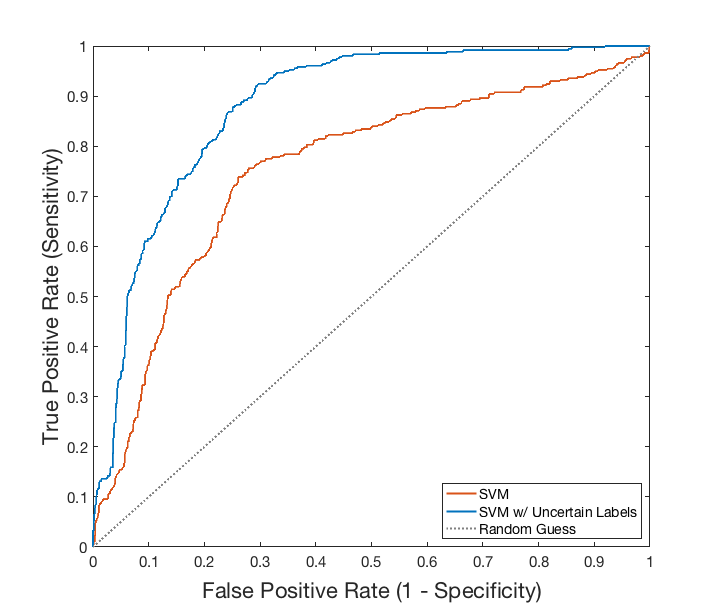 1
0.9
0.8
0.7
0.6
0.5
0.4
0.3
0.2
0.1
0
True Positive Rate (Sensitivity)
SVM
SVM w/ Uncertain Labels
Random Guess
0 0.1 0.2 0.3 0.4 0.5 0.6 0.7 0.8 0.9 1
False Positive Rate (1 - Specificity)